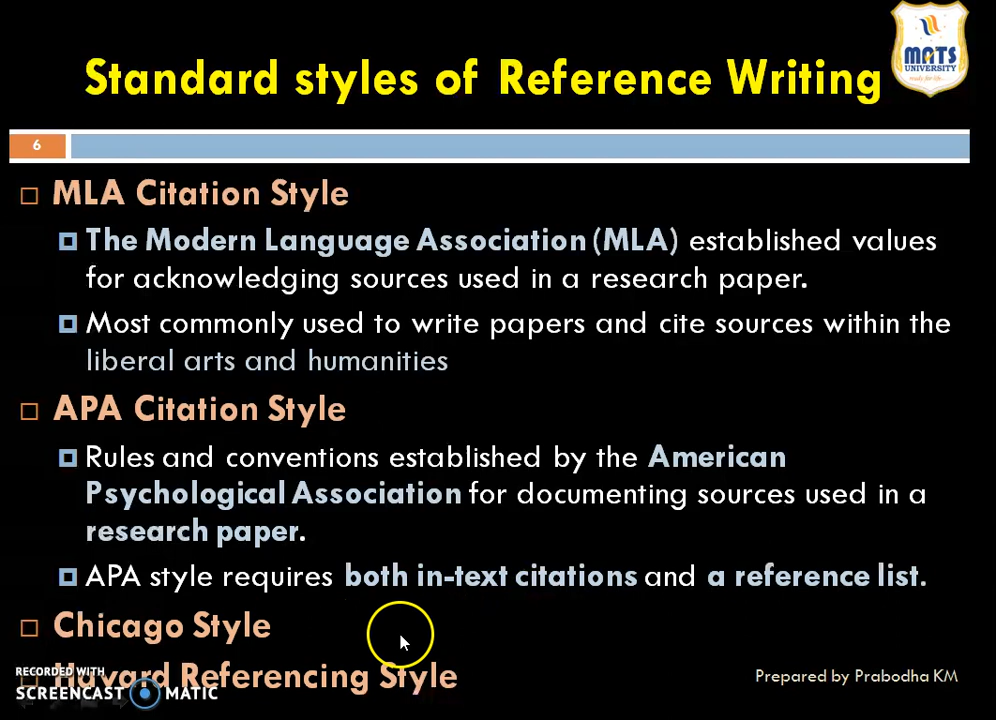 Standard styles of Reference Writing
MATS
UNIVERSITY
ready for life...
6
MLA Citation Style
The Modern Language Association (MLA) established values
for acknowledging sources used in a research paper.
Most commonly used to write papers and cite sources within the
liberal arts and humanities
APA Citation Style
Rules and conventions established by the American
Psychological Association for documenting sources used in a
research paper.
APA style requires both in-text citations and a reference list.
Chicago Style
Referencing Style
RECORDED WITH
SCREENCAST MATIC
Prepared by Prabodha KM